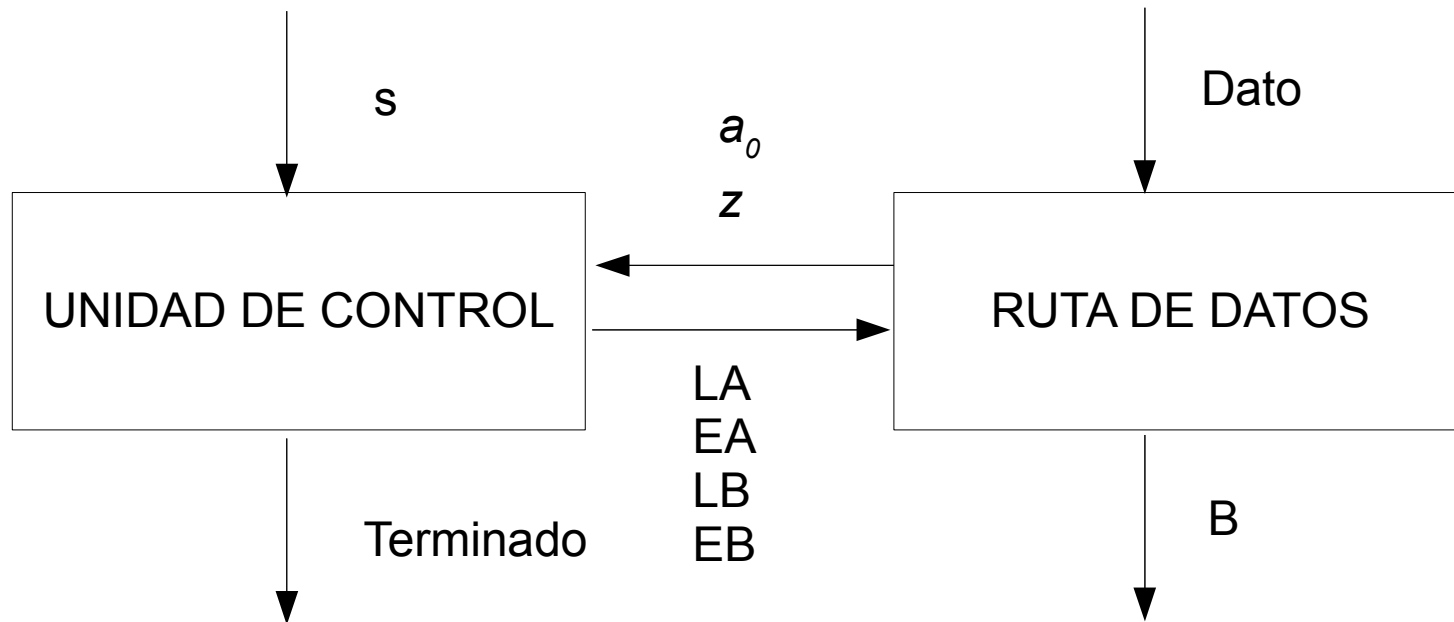 s
Dato
a0
z
UNIDAD DE CONTROL
RUTA DE DATOS
LA
EA
LB
EB
Terminado
B